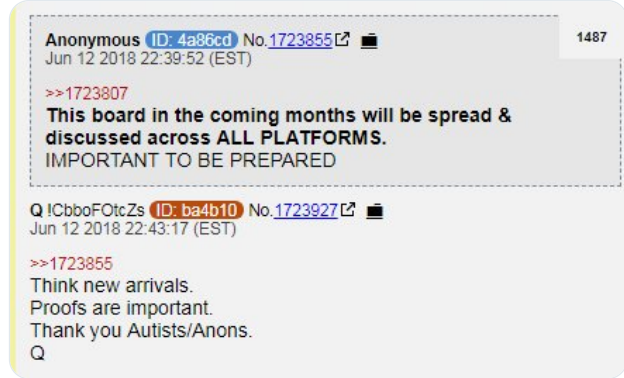 Anonymous ID: 4a86cd No.1723855
1487
Jun 12 2018 22:39:52 (EST)
>>1723807
This board in the coming months will be spread &
discussed across ALL PLATFORMS.
IMPORTANT TO BE PREPARED
Q !CbboFOtcZs ID: ba4b10 No.1723927
Jun 12 2018 22:43:17 (EST)
>>1723855
Think new arrivals.
Proofs are important.
Thank you Autists/Anons.
Q